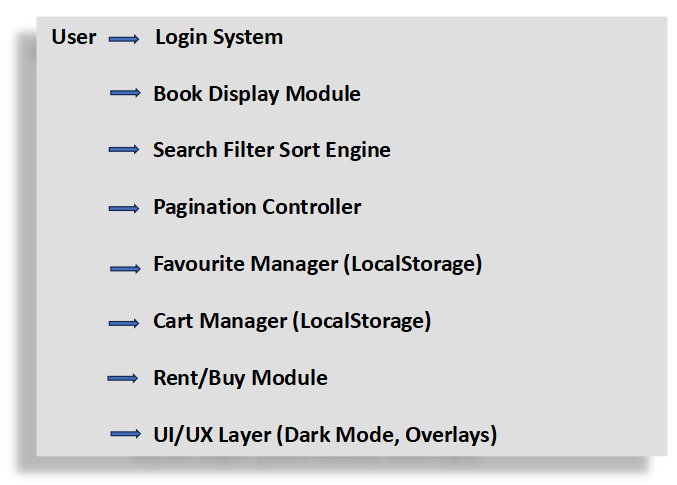 User Login System
Book Display Module
Search Filter Sort Engine
Pagination Controller
Favourite Manager (LocalStorage)
Cart Manager (LocalStorage)
Rent/Buy Module
UI/UX Layer (Dark Mode, Overlays)